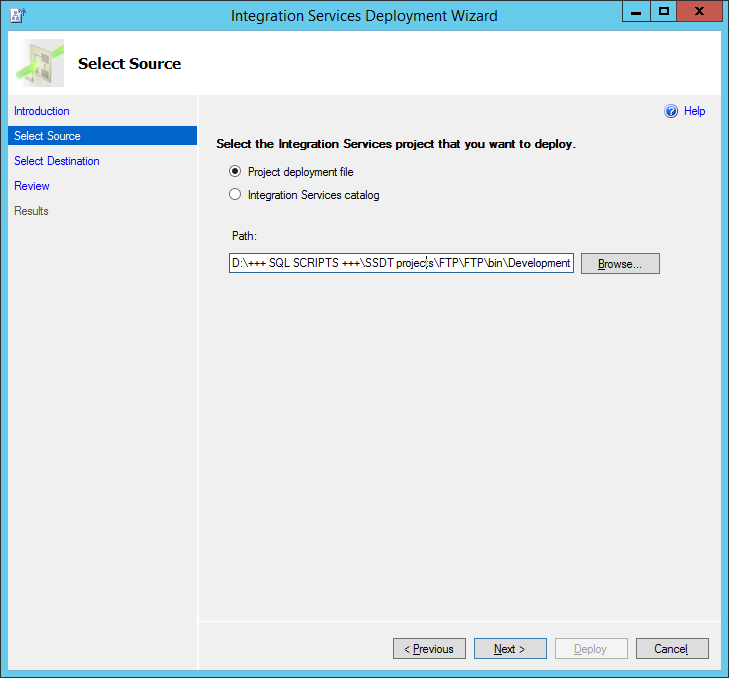 Integration Services Deployment Wizard
Select Source
Introduction
Select Source
Select Destination
Review
Results
Help
Select the Integration Services project that you want to deploy.
Project deployment file
Integration Services catalog
Path:
D:\+++ SQL SCRIPTS +++\SSDT projects\FTP\FTP\bin\Development
Browse...
< Previous
Next >
Deploy
Cancel